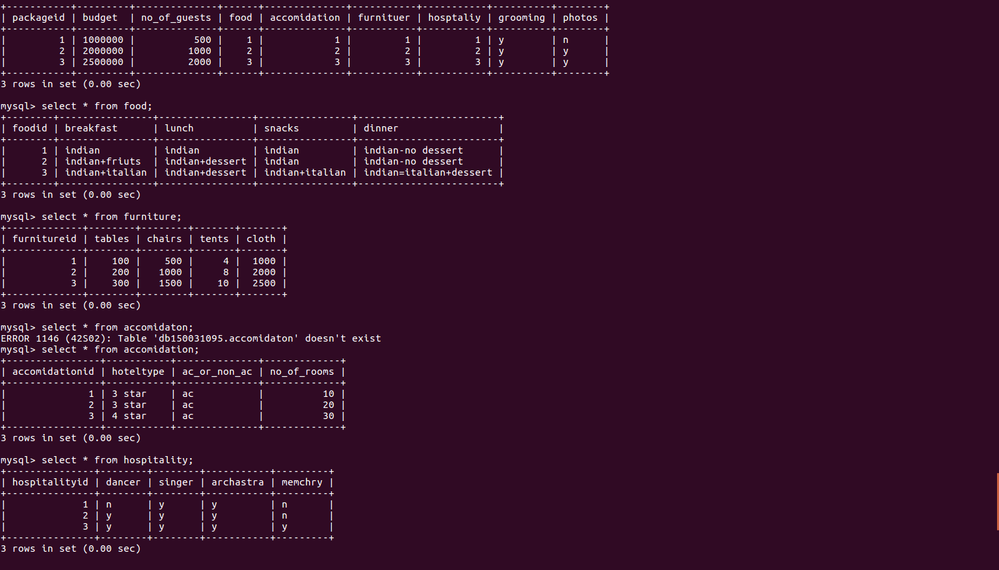 +------------+---------+--------------+------+--------------+-----------+-----------+----------+--------+
| packageid | budget  | no_of_guests | food | accomidation | furnituer | hosptaliy | grooming | photos |
+------------+---------+--------------+------+--------------+-----------+-----------+----------+--------+
|         1 | 1000000 |          500 |    1 |            1 |         1 |         1 | y        | n      |
|         2 | 2000000 |         1000 |    2 |            2 |         2 |         2 | y        | y      |
|         3 | 2500000 |         2000 |    3 |            3 |         3 |         3 | y        | y      |
+------------+---------+--------------+------+--------------+-----------+-----------+----------+--------+
3 rows in set (0.00 sec)
mysql> select * from food;
+--------+----------------+----------------+----------------+------------------------+
| foodid | breakfast      | lunch          | snacks         | dinner                 |
+--------+----------------+----------------+----------------+------------------------+
|      1 | indian         | indian         | indian         | indian-no dessert      |
|      2 | indian+friuts  | indian+dessert | indian         | indian-no dessert      |
|      3 | indian+italian | indian+dessert | indian+italian | indian=italian+dessert |
+--------+----------------+----------------+----------------+------------------------+
3 rows in set (0.00 sec)
mysql> select * from furniture;
+-------------+--------+--------+-------+-------+
| furnitureid | tables | chairs | tents | cloth |
+-------------+--------+--------+-------+-------+
|           1 |    100 |    500 |     4 |  1000 |
|           2 |    200 |   1000 |     8 |  2000 |
|           3 |    300 |   1500 |    10 |  2500 |
+-------------+--------+--------+-------+-------+
3 rows in set (0.00 sec)
mysql> select * from accomidaton;
ERROR 1146 (42S02): Table 'db150031095.accomidaton' doesn't exist
mysql> select * from accomidation;
+----------------+-----------+--------------+-------------+
| accomidationid | hoteltype | ac_or_non_ac | no_of_rooms |
+----------------+-----------+--------------+-------------+
|              1 | 3 star    | ac           |          10 |
|              2 | 3 star    | ac           |          20 |
|              3 | 4 star    | ac           |          30 |
+----------------+-----------+--------------+-------------+
3 rows in set (0.00 sec)
mysql> select * from hospitality;
+---------------+--------+--------+-----------+---------+
| hospitalityid | dancer | singer | archastra | memchry |
+---------------+--------+--------+-----------+---------+
|             1 | n      | y      | y         | n       |
|             2 | y      | y      | y         | n       |
|             3 | y      | y      | y         | y       |
+---------------+--------+--------+-----------+---------+
3 rows in set (0.00 sec)